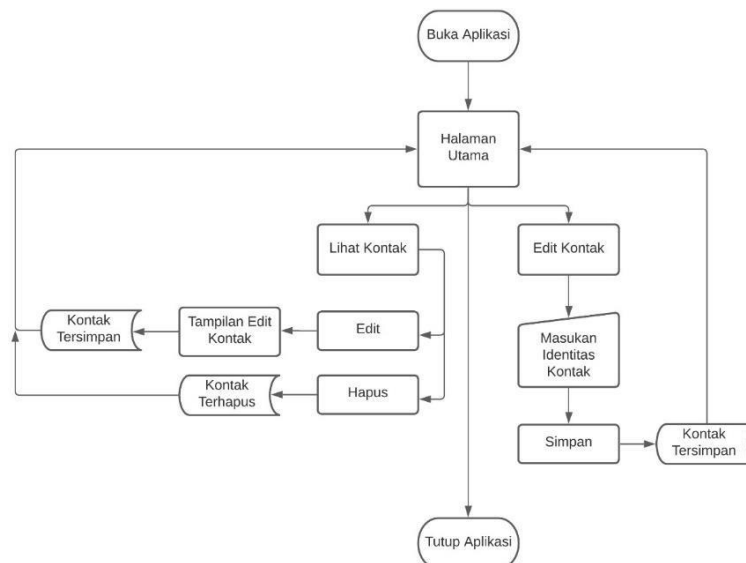 Buka Aplikasi
Halaman
Utama
Lihat Kontak
Edit Kontak
Kontak
Tersimpan
Tampilan Edit
Kontak
Edit
Masukan
Identitas
Kontak
Kontak
Terhapus
Hapus
Simpan
Kontak
Tersimpan
Tutup Aplikasi